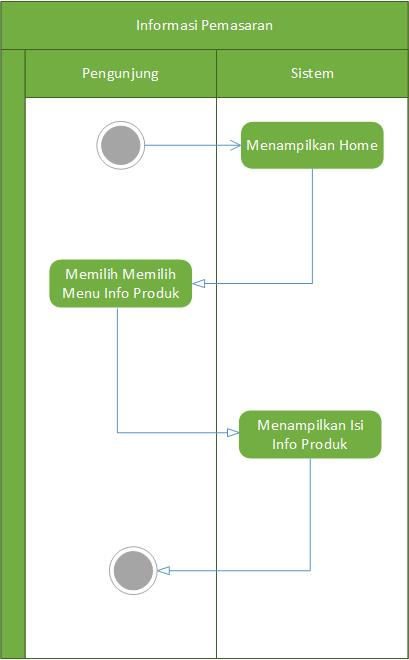 Informasi Pemasaran
Pengunjung
Sistem
Menampilkan Home
Memilih Memilih
Menu Info Produk
Menampilkan Isi
Info Produk